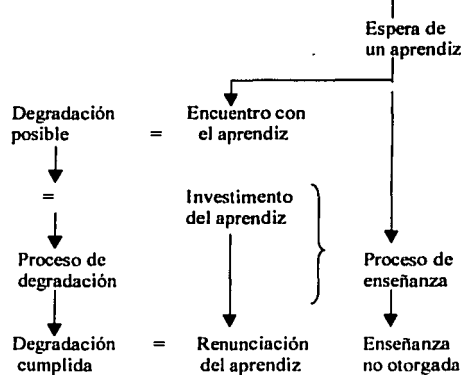 Espera de
un aprendiz
Degradación
posible
=
Encuentro con
el aprendiz
=
Investimento
del aprendiz
Proceso de
degradación
Proceso de
enseñanza
Degradación
cumplida
=
Renunciación
del aprendiz
Enseñanza
no otorgada